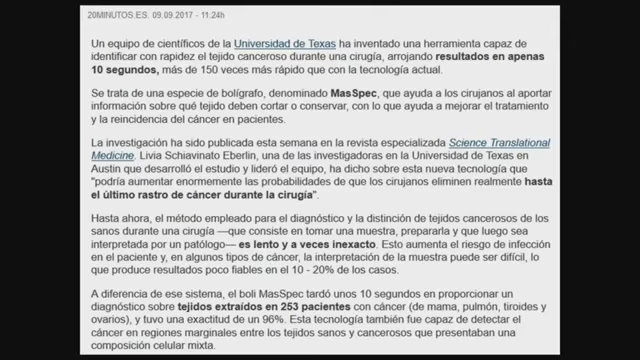 20MINUTOS.ES. 09.09.2017 - 11:24h
Un equipo de científicos de la Universidad de Texas ha inventado una herramienta capaz de
identificar con rapidez el tejido canceroso durante una cirugía, arrojando resultados en apenas
10 segundos, más de 150 veces más rápido que con la tecnología actual.
Se trata de una especie de bolígrafo, denominado MasSpec, que ayuda a los cirujanos al aportar
información sobre qué tejido deben cortar o conservar, con lo que ayuda a mejorar el tratamiento
y la reincidencia del cáncer en pacientes.
La investigación ha sido publicada esta semana en la revista especializada Science Translational
Medicine. Livia Schiavinato Eberlin, una de las investigadoras en la Universidad de Texas en
Austin que desarrolló el estudio y lideró el equipo, ha dicho sobre esta nueva tecnología que
"podría aumentar enormemente las probabilidades de que los cirujanos eliminen realmente hasta
el último rastro de cáncer durante la cirugía".
Hasta ahora, el método empleado para el diagnóstico y la distinción de tejidos cancerosos de los
sanos durante una cirugía —que consiste en tomar una muestra, prepararla y que luego sea
interpretada por un patólogo— es lento y a veces inexacto. Esto aumenta el riesgo de infección
en el paciente y, en algunos tipos de cáncer, la interpretación de la muestra puede ser difícil, lo
que produce resultados poco fiables en el 10 - 20% de los casos.
A diferencia de ese sistema, el boli MasSpec tardó unos 10 segundos en proporcionar un
diagnóstico sobre tejidos extraídos en 253 pacientes con cáncer (de mama, pulmón, tiroides y
ovarios), y tuvo una exactitud de un 96%. Esta tecnología también fue capaz de detectar el
cáncer en regiones marginales entre los tejidos sanos y cancerosos que presentaban una
composición celular mixta.